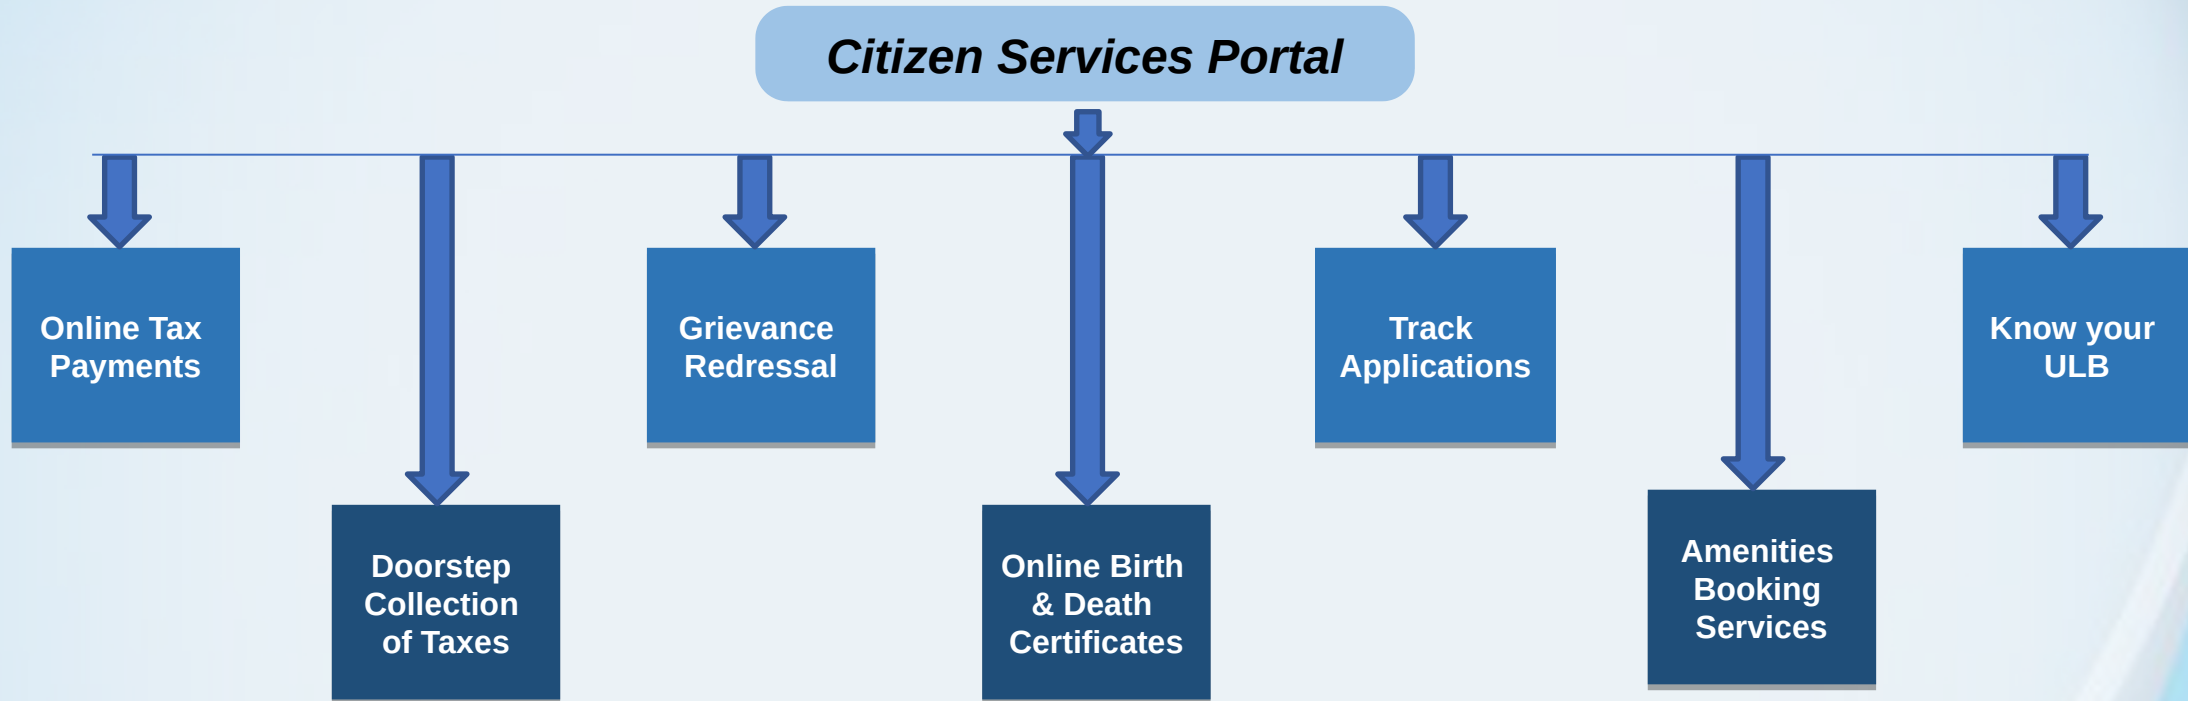 Citizen Services Portal
Online Tax
Payments
Grievance
Redressal
Track
Applications
Know your
ULB
Doorstep
Collection
of Taxes
Online Birth
& Death
Certificates
Amenities
Booking
Services